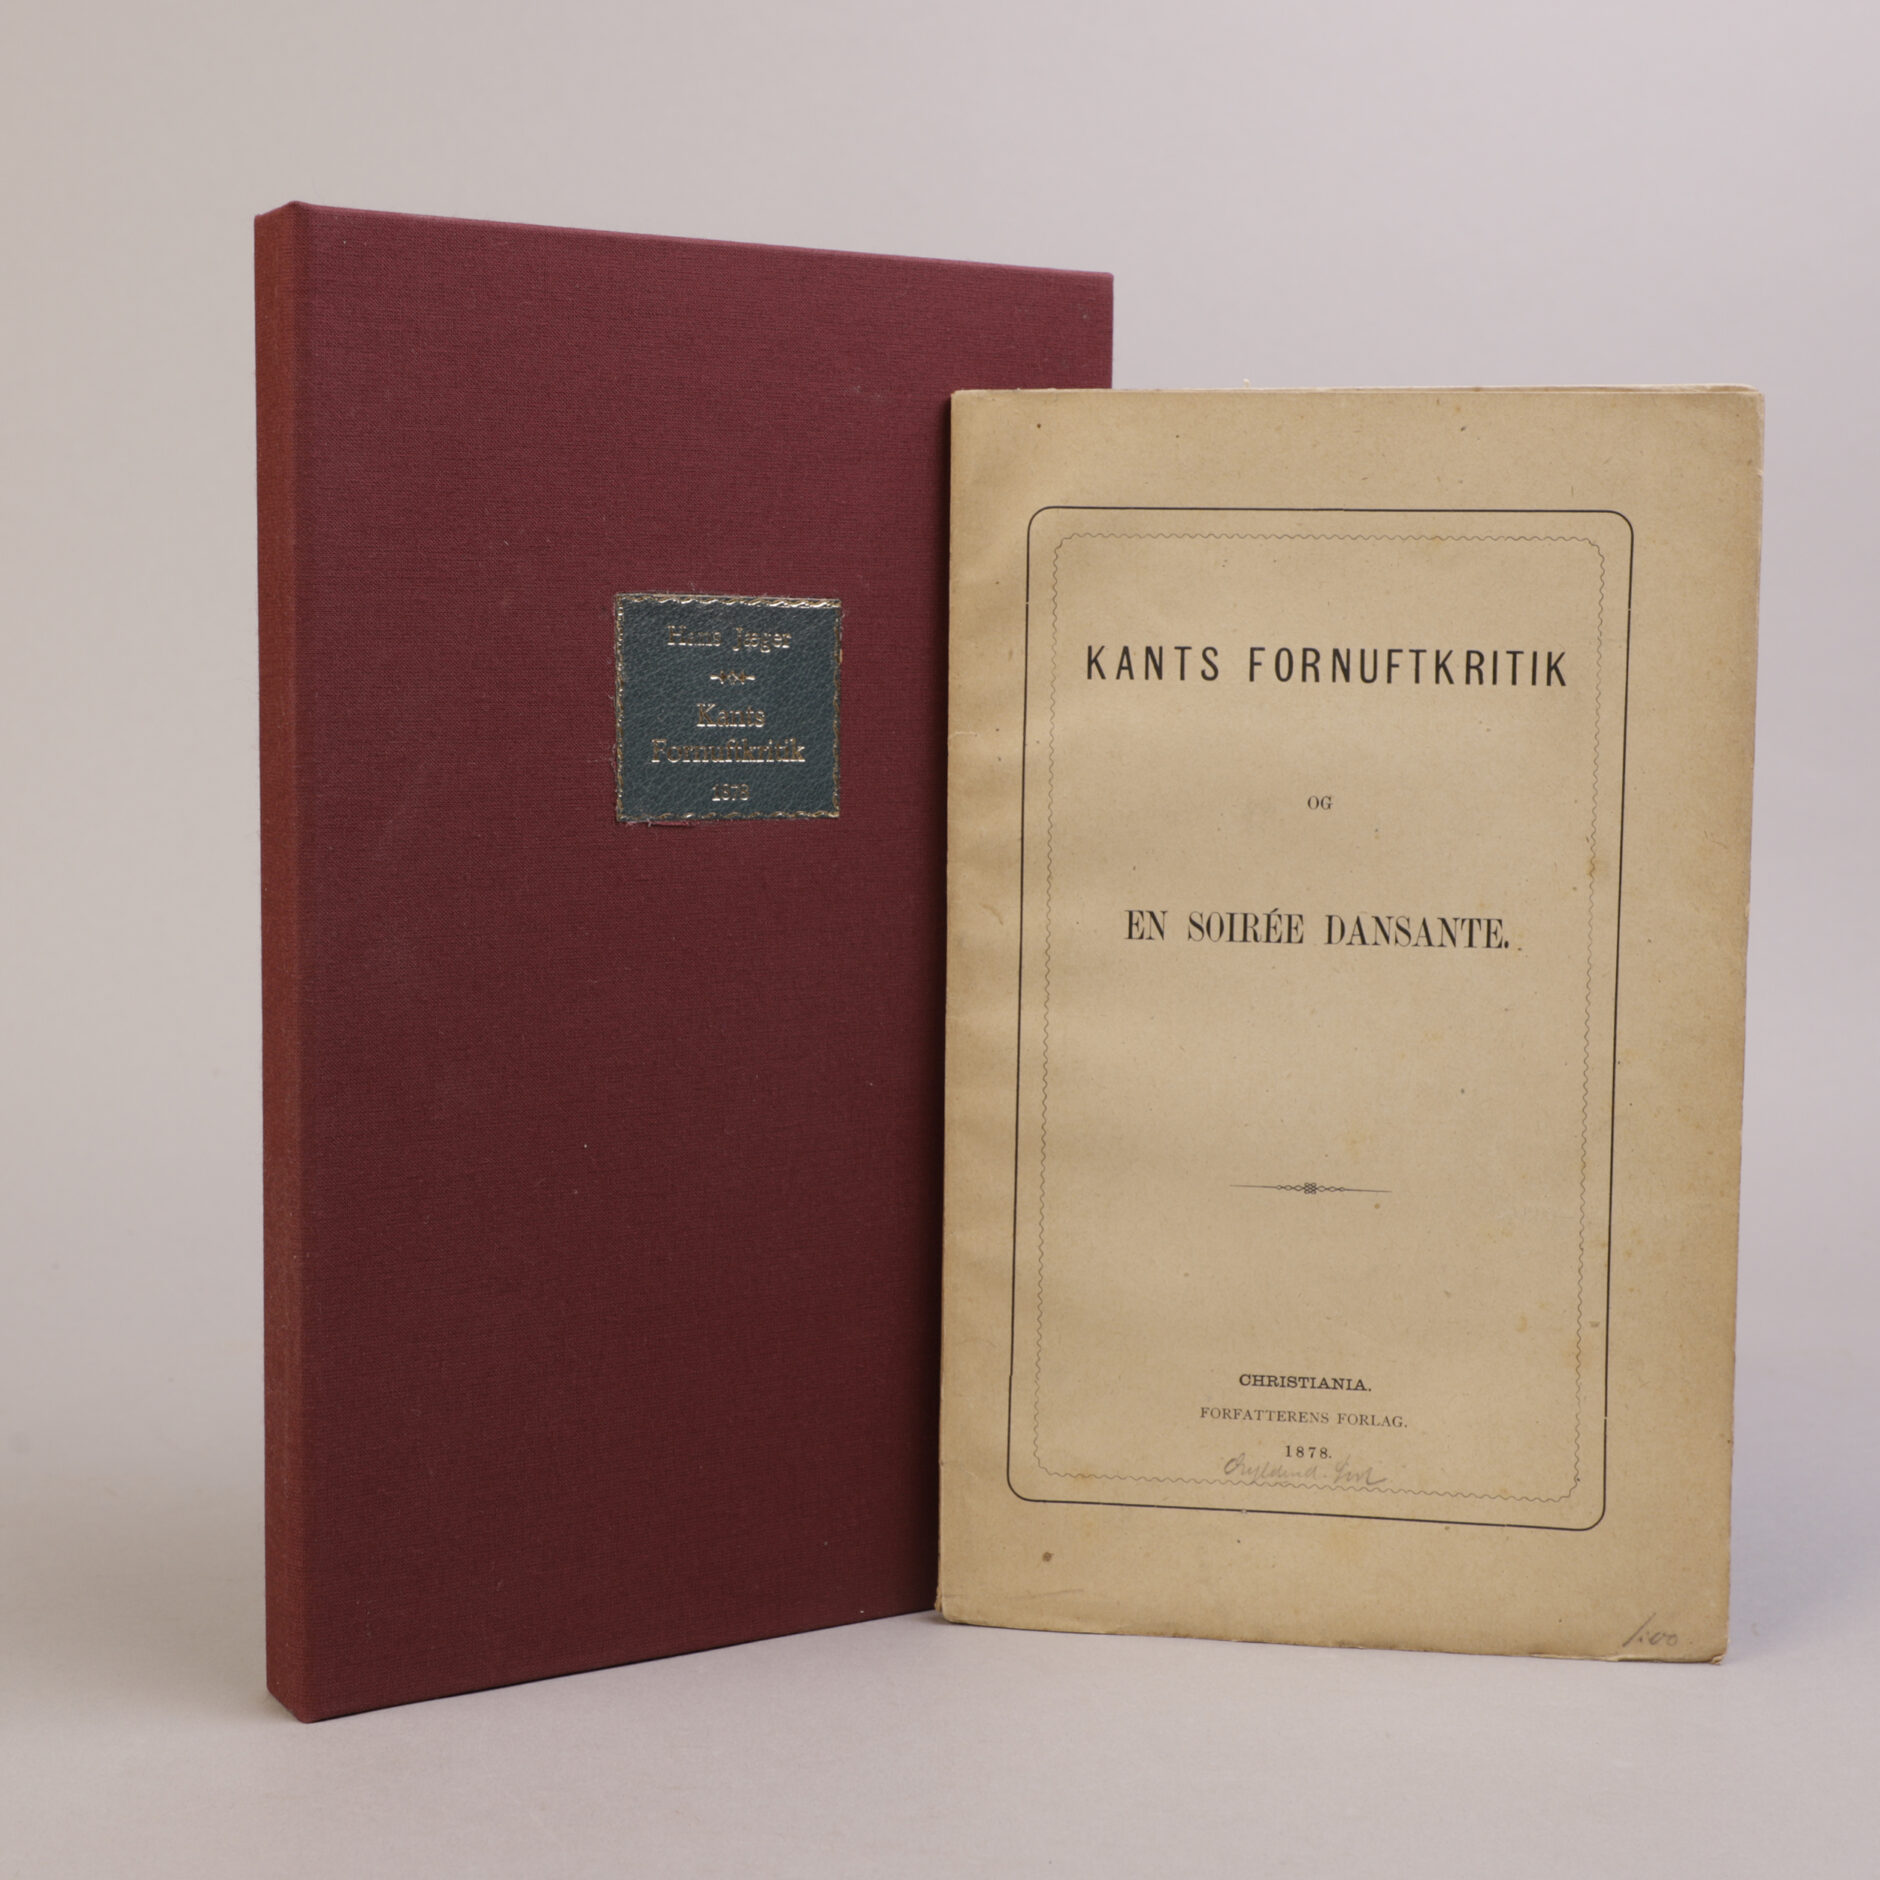 Hans Jæger
Kants
Fornuftkritik
1878
KANTS FORNUFTKRITIK
OG
EN SOIRÉE DANSANTE.
CHRISTIANIA.
FORFATTERENS FORLAG.
1878.